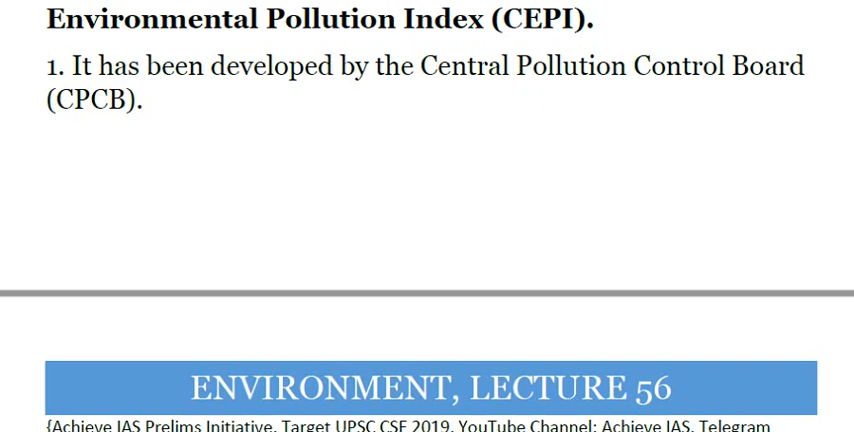 Environmental Pollution Index (CEPI).
1. It has been developed by the Central Pollution Control Board
(CPCB).
ENVIRONMENT, LECTURE 56
{Achieve IAS Prelims Initiative, Target UPSC CSE 2019, YouTube Channel: Achieve IAS, Telegram